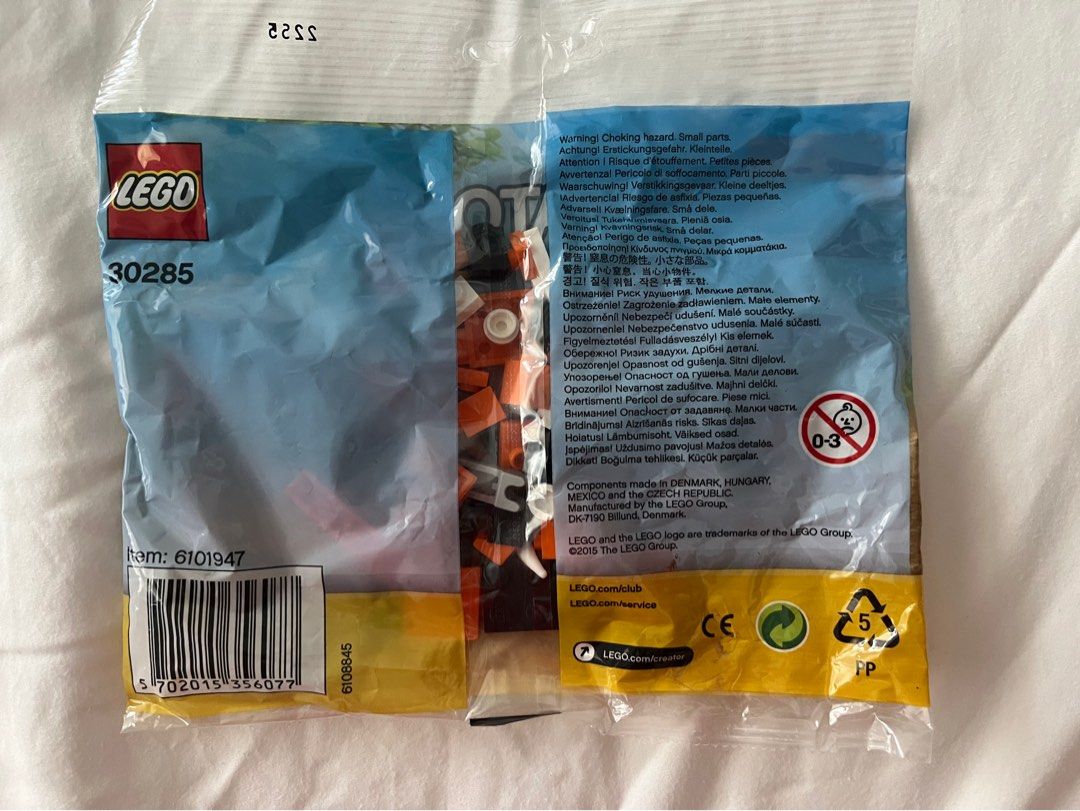 2255
LEGO
30285
Item: 6101947
5 702015 356077
6108845
Warning! Choking hazard. Small parts.
Achtung! Erstickungsgefahr. Kleinteile.
Attention ! Risque d'étouffement. Petites pièces.
Avvertenza! Pericolo di soffocamento. Parti piccole.
Waarschuwing! Verstikkingsgevaar. Kleine deeltjes.
¡Advertencia! Riesgo de asfixia. Piezas pequeñas.
Advarsel! Kvælningsfare. Små dele.
Varoitus! Tukehtumisvaara. Pieniä osia.
Varning! Kvävningsrisk. Små delar.
Atenção! Perigo de asfixia. Peças pequenas.
Προειδοποίηση! Κίνδυνος πνιγμού. Μικρά κομματάκια.
警告! 窒息の危険性。小さな部品。
警告! 小心窒息。当心小物件。
경고! 질식 위험. 작은 부품 포함.
Внимание! Риск удушения. Мелкие детали.
Ostrzeżenie! Zagrożenie zadławieniem. Małe elementy.
Upozornění! Nebezpečí udušení. Malé součástky.
Upozornenie! Nebezpečenstvo udusenia. Malé súčasti.
Figyelmeztetés! Fulladásveszély! Kis elemek.
Обережно! Ризик задухи. Дрібні деталі.
Upozorenje! Opasnost od gušenja. Sitni dijelovi.
Упозорење! Опасност од гушења. Мали делови.
Opozorilo! Nevarnost zadušitve. Majhni delčki.
Avertisment! Pericol de sufocare. Piese mici.
Внимание! Опасност от задавяне. Малки части.
Brīdinājums! Aizrīšanās risks. Sīkas daļas.
Hoiatus! Lämbumisoht. Väiksed osad.
Įspėjimas! Uždusimo pavojus! Mažos detalės.
Dikkat! Boğulma tehlikesi. Küçük parçalar.
0-3
Components made in DENMARK, HUNGARY,
MEXICO and the CZECH REPUBLIC.
Manufactured by the LEGO Group,
DK-7190 Billund, Denmark.
LEGO and the LEGO logo are trademarks of the LEGO Group.
©2015 The LEGO Group.
LEGO.com/club
LEGO.com/service
LEGO.com/creator
CE
5
PP